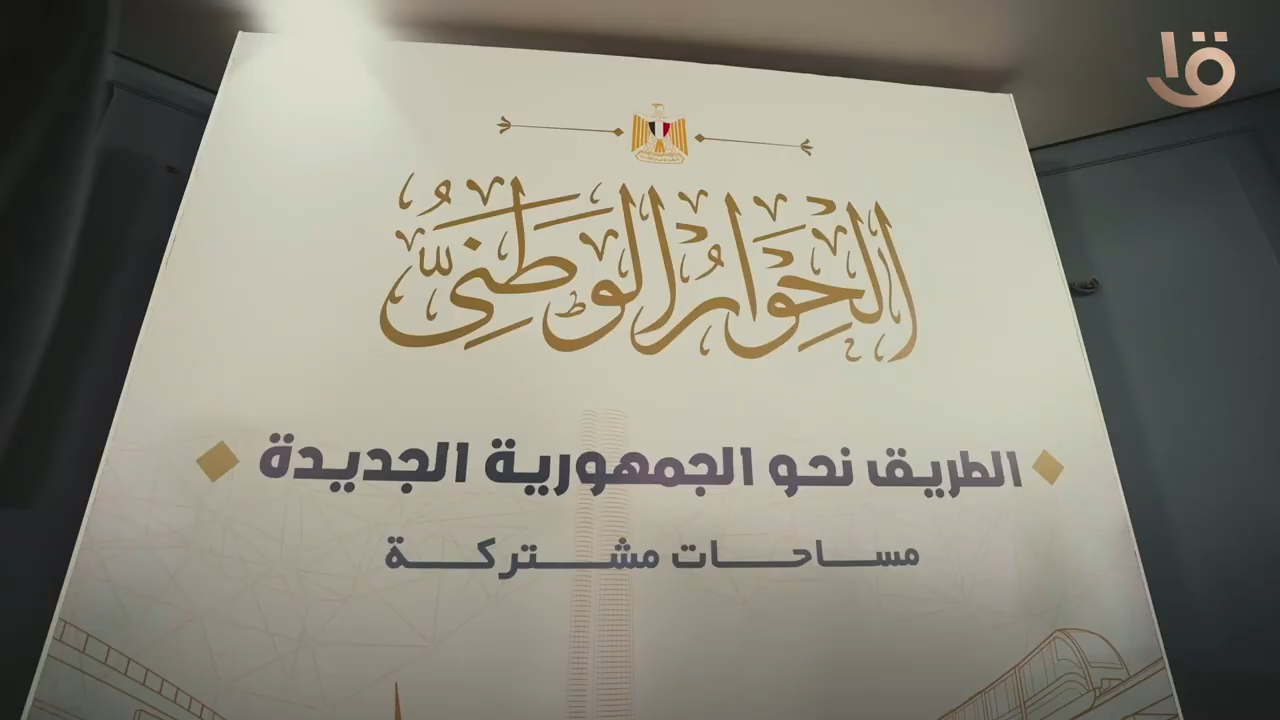 الحوار الوطني
الطريق نحو الجمهورية الجديدة
مساحات مشتركة